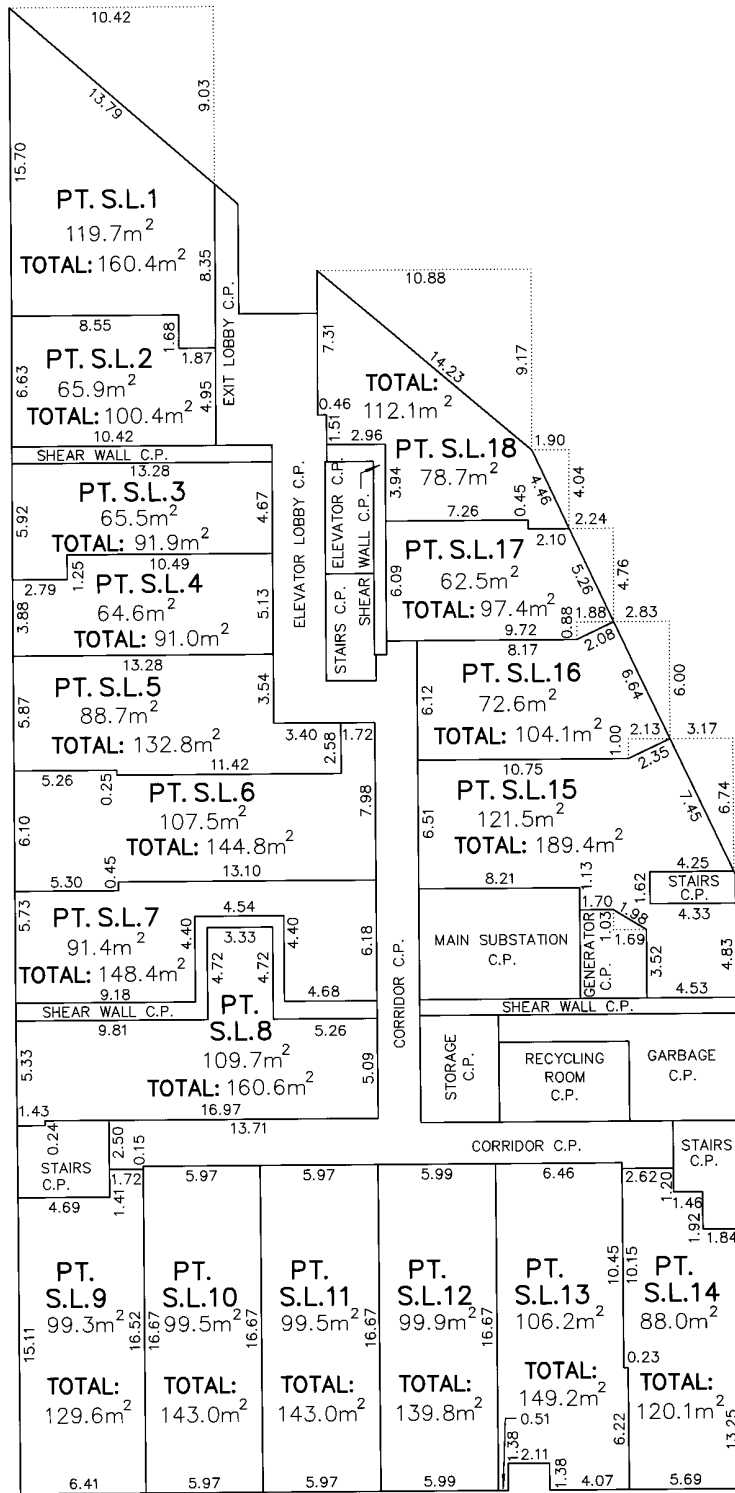 10.42
13.79
9.03
15.70
PT. S.L.1
119.7m²
TOTAL: 160.4m²
8.35
EXIT LOBBY C.P.
8.55
1.68
1.87
PT. S.L.2
65.9m²
TOTAL: 100.4m²
6.63
4.95
10.42
SHEAR WALL C.P.
13.28
PT. S.L.3
65.5m²
TOTAL: 91.9m²
5.92
4.67
10.49
2.79
1.25
PT. S.L.4
64.6m²
TOTAL: 91.0m²
3.88
5.13
13.28
PT. S.L.5
88.7m²
TOTAL: 132.8m²
5.87
3.54
3.40
1.72
2.58
11.42
5.26
0.25
PT. S.L.6
107.5m²
TOTAL: 144.8m²
6.10
7.98
13.10
5.30
0.45
PT. S.L.7
91.4m²
TOTAL: 148.4m²
5.73
4.54
4.40
3.33
4.40
4.72
4.72
6.18
9.18
4.68
SHEAR WALL C.P.
9.81
5.26
PT.
S.L.8
109.7m²
TOTAL: 160.6m²
5.33
5.09
16.97
1.43
0.24
13.71
ELEVATOR LOBBY C.P.
10.88
7.31
14.23
9.17
TOTAL:
112.1m²
0.46
1.51
2.96
1.90
PT. S.L.18
78.7m²
3.94
4.46
4.04
0.45
7.26
2.10
2.24
ELEVATOR C.P.
SHEAR WALL C.P.
STAIRS C.P.
PT. S.L.17
62.5m²
TOTAL: 97.4m²
6.09
5.26
4.76
0.88
1.88
2.83
9.72
2.08
8.17
PT. S.L.16
72.6m²
TOTAL: 104.1m²
6.12
6.64
6.00
1.00
2.13
3.17
10.75
2.35
PT. S.L.15
121.5m²
TOTAL: 189.4m²
6.51
7.45
6.74
8.21
1.13
1.62
4.25
STAIRS
C.P.
4.33
1.70
1.98
1.03
1.69
3.52
4.83
MAIN SUBSTATION
C.P.
GENERATOR
C.P.
4.53
SHEAR WALL C.P.
CORRIDOR C.P.
STORAGE
C.P.
RECYCLING
ROOM
C.P.
GARBAGE
C.P.
CORRIDOR C.P.
STAIRS
C.P.
2.50
0.15
1.72
1.41
4.69
STAIRS
C.P.
5.97
5.97
5.99
6.46
2.62
1.20
1.46
1.92
1.84
PT.
S.L.9
99.3m²
TOTAL:
129.6m²
15.11
16.52
6.41
PT.
S.L.10
99.5m²
TOTAL:
143.0m²
16.67
16.67
5.97
PT.
S.L.11
99.5m²
TOTAL:
143.0m²
16.67
5.97
PT.
S.L.12
99.9m²
TOTAL:
139.8m²
16.67
5.99
PT.
S.L.13
106.2m²
TOTAL:
149.2m²
10.45
0.51
1.38
2.11
1.38
6.22
4.07
PT.
S.L.14
88.0m²
TOTAL:
120.1m²
10.15
0.23
13.25
5.69